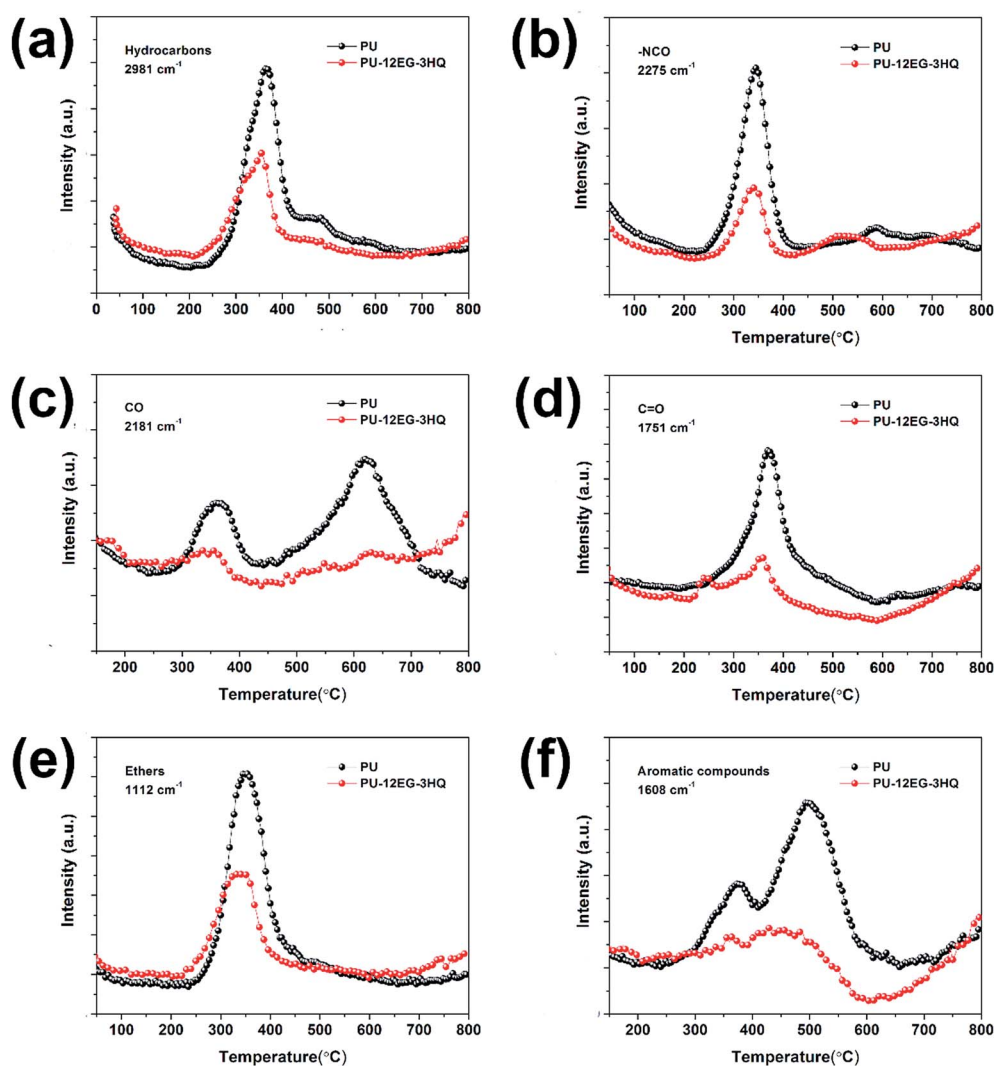 (a)
Hydrocarbons
2981 cm-1
PU
PU-12EG-3HQ
Intensity (a.u.)
0 100 200 300 400 500 600 700 800
Temperature(°C)
(b)
-NCO
2275 cm-1
PU
PU-12EG-3HQ
Intensity (a.u.)
100 200 300 400 500 600 700 800
Temperature(°C)
(c)
CO
2181 cm-1
PU
PU-12EG-3HQ
Intensity (a.u.)
200 300 400 500 600 700 800
Temperature(°C)
(d)
C=O
1751 cm-1
PU
PU-12EG-3HQ
Intensity (a.u.)
100 200 300 400 500 600 700 800
Temperature(°C)
(e)
Ethers
1112 cm-1
PU
PU-12EG-3HQ
Intensity (a.u.)
100 200 300 400 500 600 700 800
Temperature(°C)
(f)
Aromatic compounds
1608 cm-1
PU
PU-12EG-3HQ
Intensity (a.u.)
200 300 400 500 600 700 800
Temperature(°C)